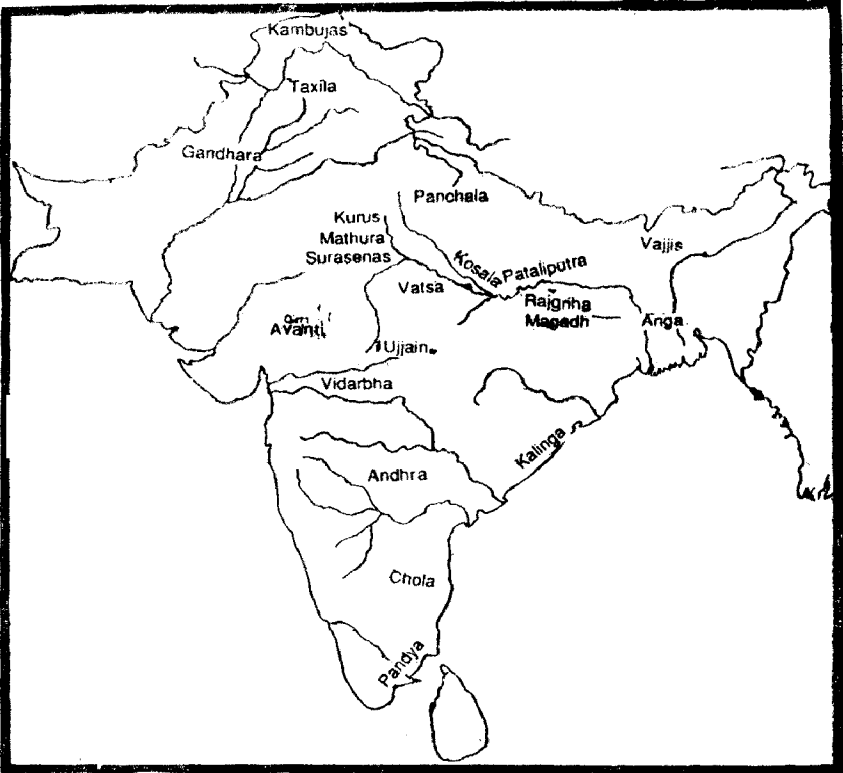 Kambujas
Taxila
Gandhara
Panchala
Kurus
Mathura
Surasenas
Vajjis
Kosala
Pataliputra
Vatsa
Rajgriha
Magadh
Anga
Avanti
Ujjain
Vidarbha
Kalinga
Andhra
Chola
Pandya